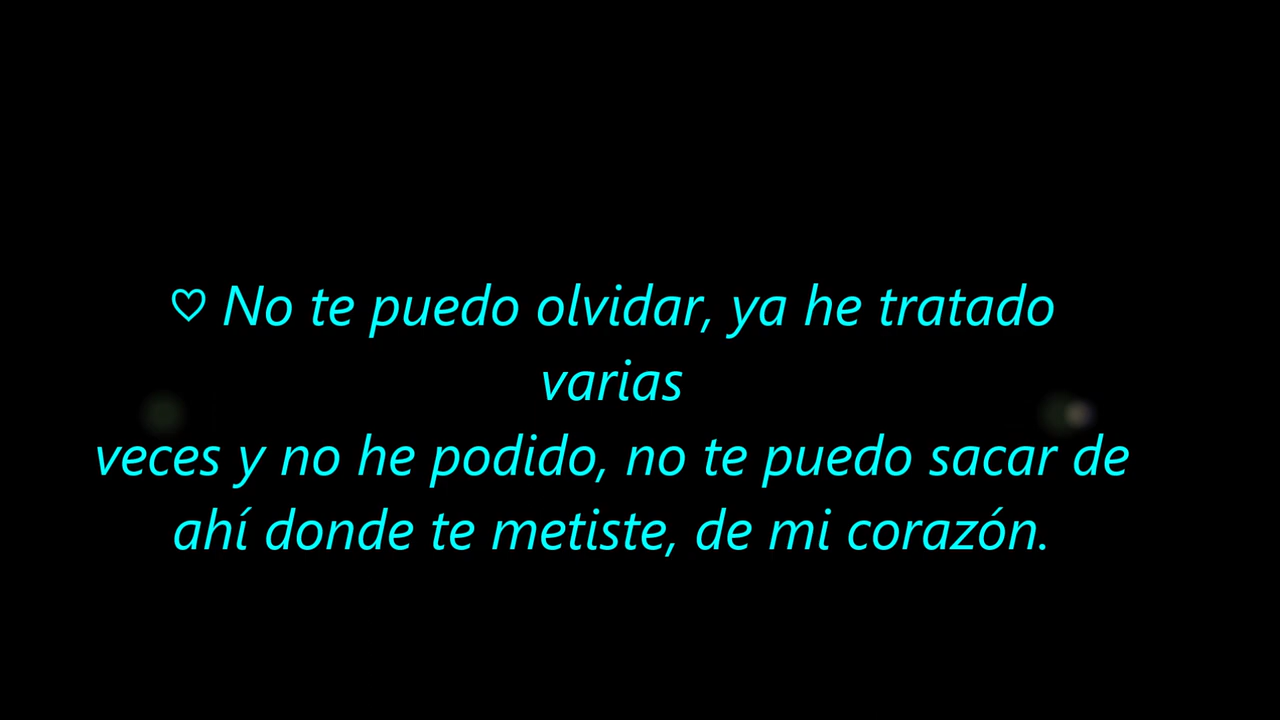 ♡ No te puedo olvidar, ya he tratado
varias
veces y no he podido, no te puedo sacar de
ahí donde te metiste, de mi corazón.